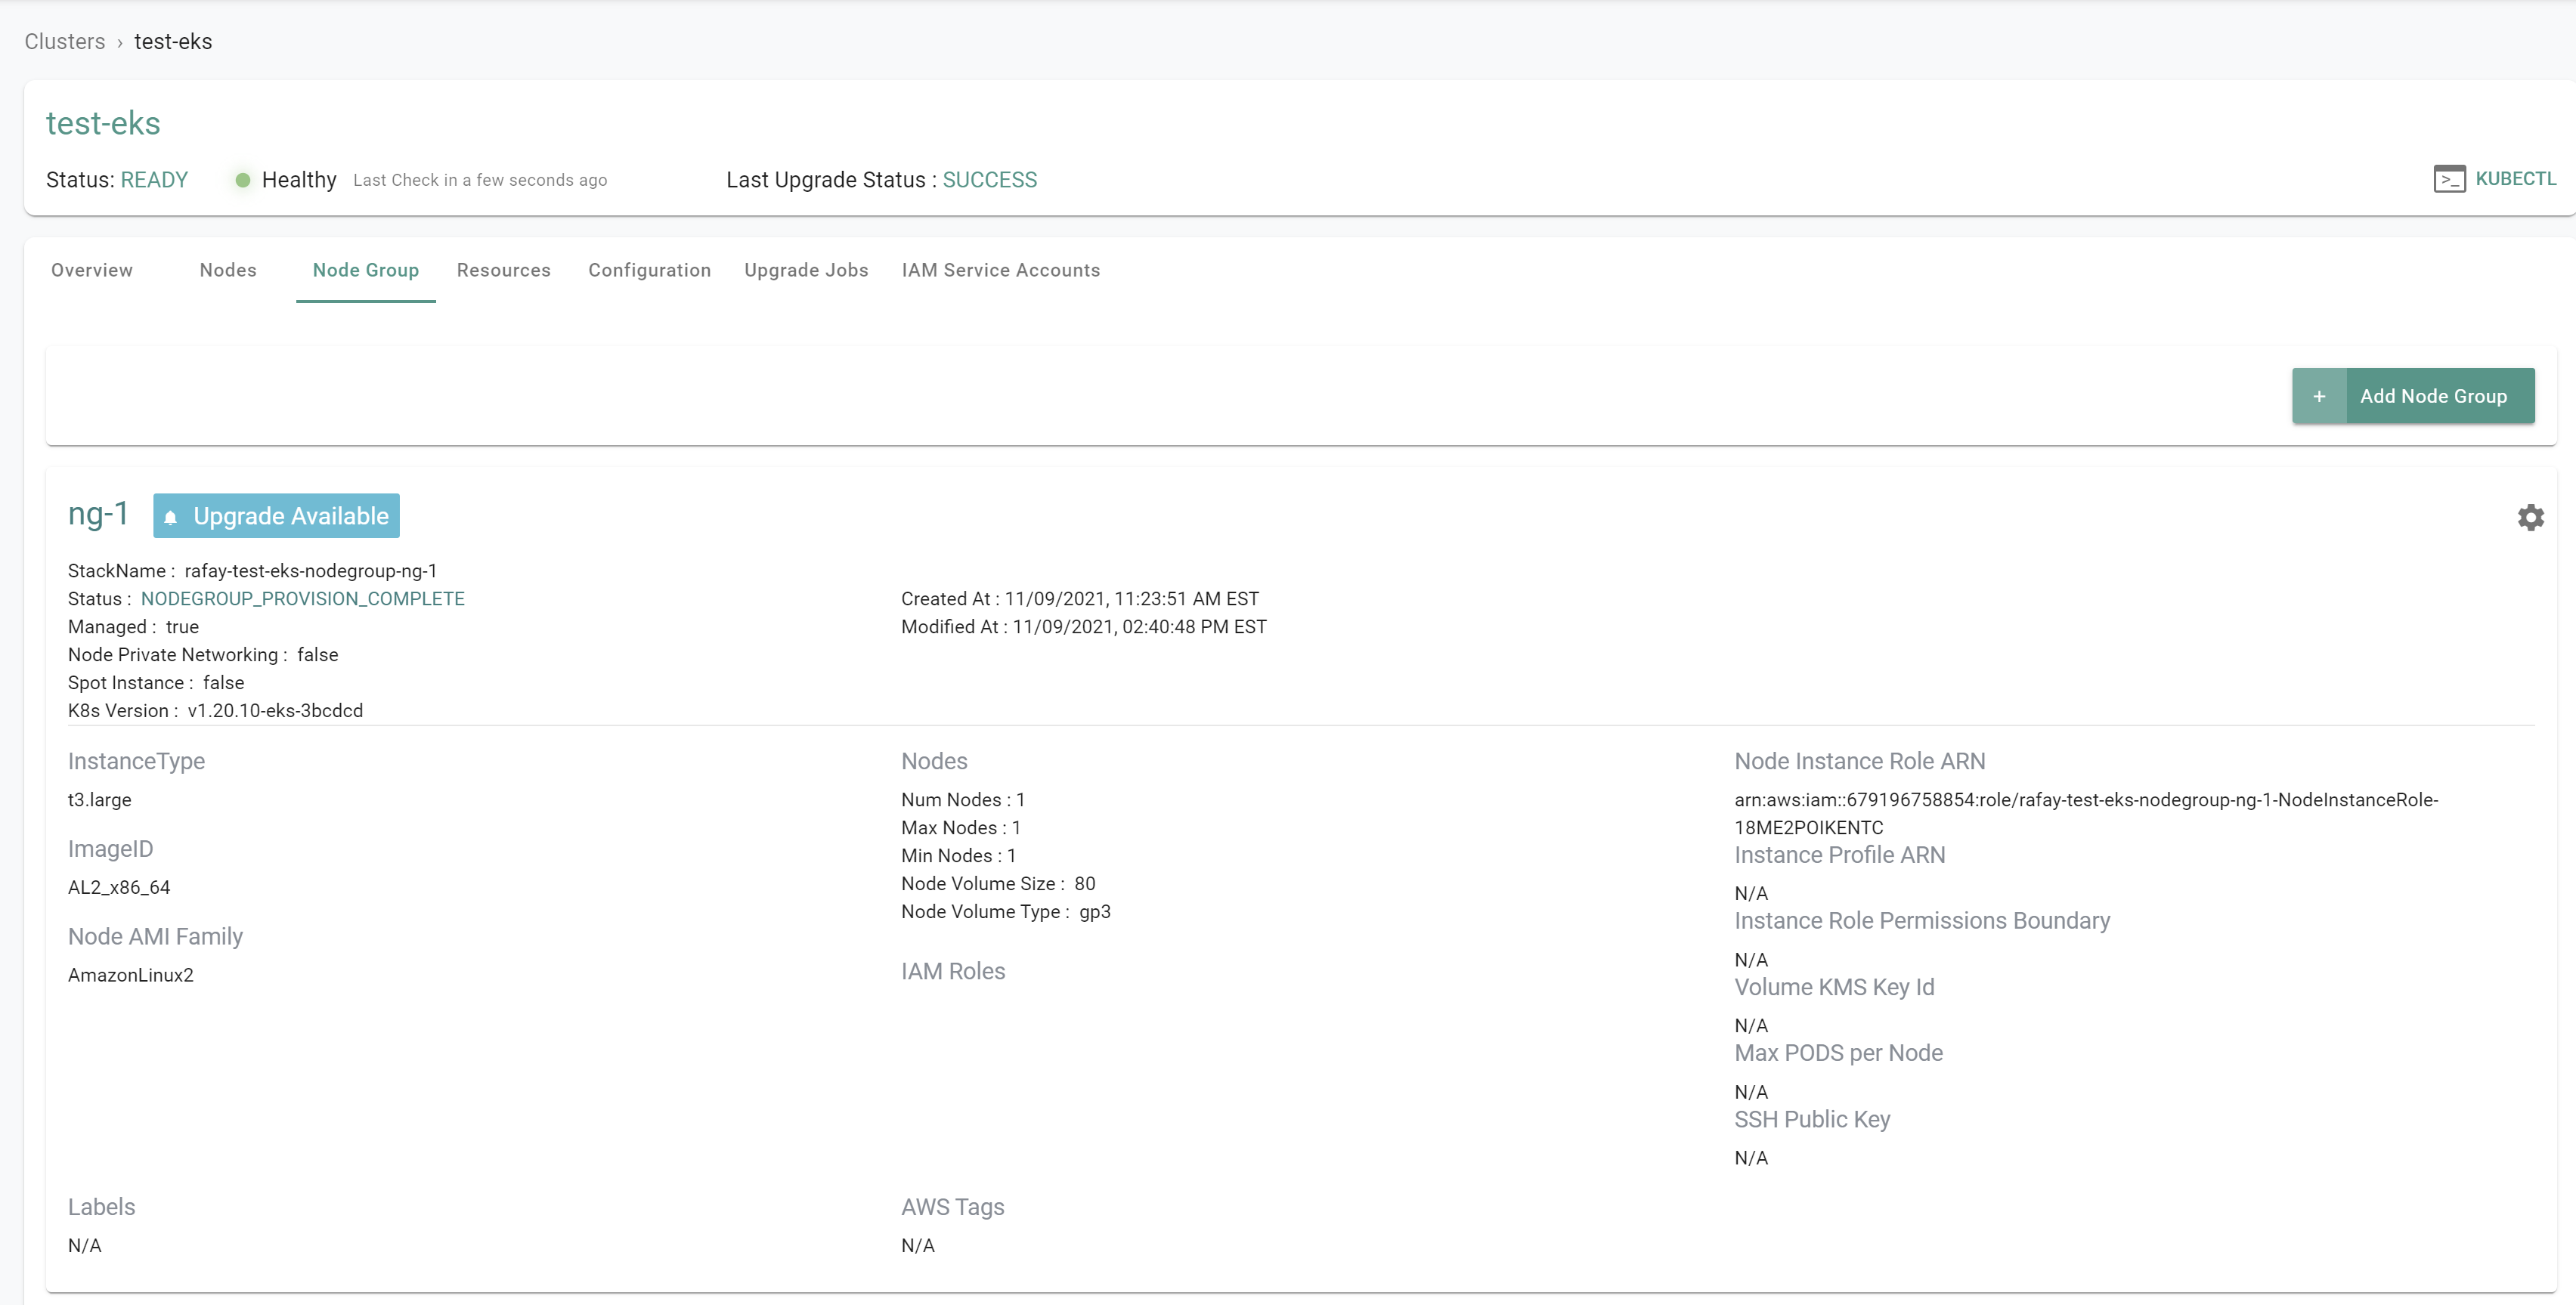 Clusters › test-eks
test-eks
Status: READY Healthy Last Check in a few seconds ago Last Upgrade Status : SUCCESS >_ KUBECTL
Overview Nodes Node Group Resources Configuration Upgrade Jobs IAM Service Accounts
+ Add Node Group
ng-1 Upgrade Available
StackName : rafay-test-eks-nodegroup-ng-1
Status : NODEGROUP_PROVISION_COMPLETE
Managed : true
Node Private Networking : false
Spot Instance : false
K8s Version : v1.20.10-eks-3bcdcd
Created At : 11/09/2021, 11:23:51 AM EST
Modified At : 11/09/2021, 02:40:48 PM EST
InstanceType
t3.large
ImageID
AL2_x86_64
Node AMI Family
AmazonLinux2
Nodes
Num Nodes : 1
Max Nodes : 1
Min Nodes : 1
Node Volume Size : 80
Node Volume Type : gp3
IAM Roles
Node Instance Role ARN
arn:aws:iam::679196758854:role/rafay-test-eks-nodegroup-ng-1-NodeInstanceRole-
18ME2POIKENTC
Instance Profile ARN
N/A
Instance Role Permissions Boundary
N/A
Volume KMS Key Id
N/A
Max PODS per Node
N/A
SSH Public Key
N/A
Labels
N/A
AWS Tags
N/A